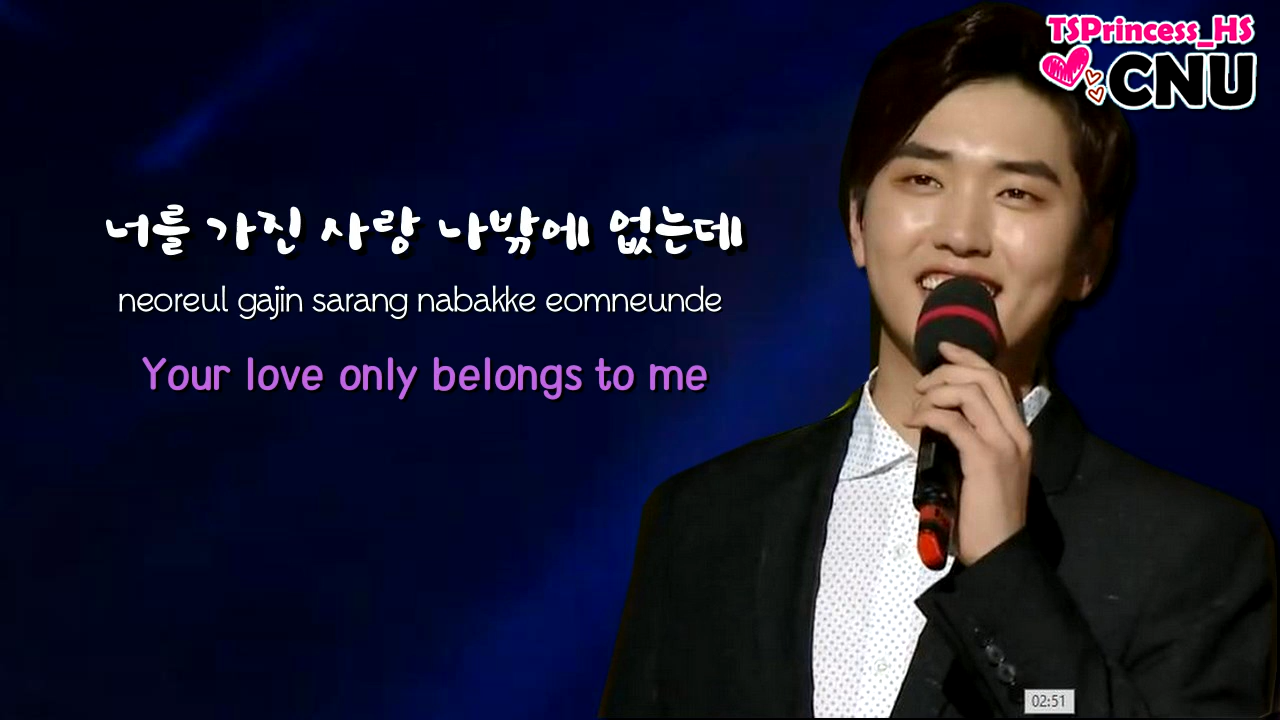 TSPrincess_HS
CNU
너를 가진 사랑 나밖에 없는데
neoreul gajin sarang nabakke eomneunde
Your love only belongs to me
02:51